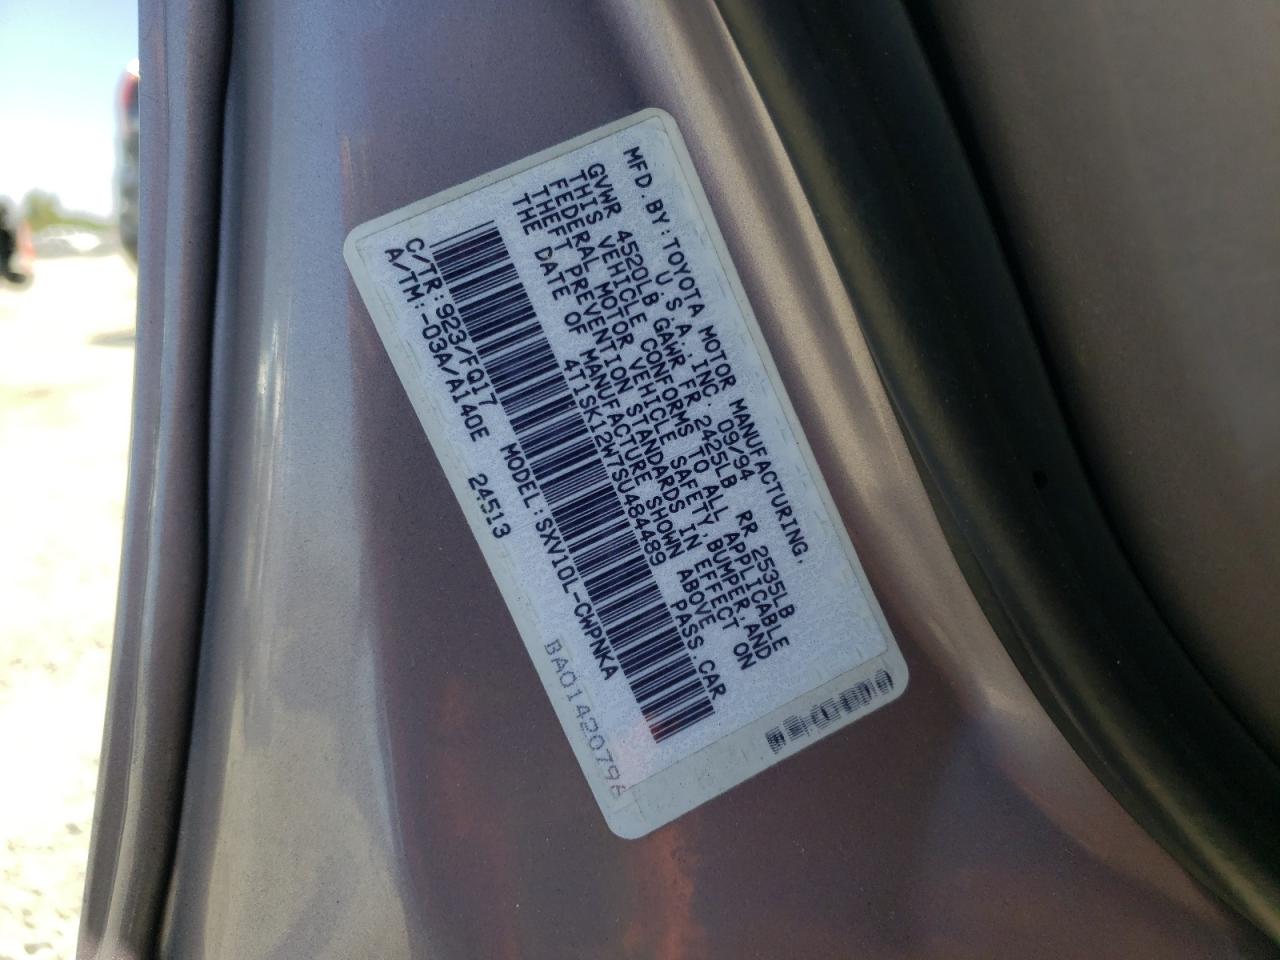 MFD.BY:TOYOTA MOTOR MANUFACTURING,
U.S.A.,INC. 09/94
GVWR 4520LB GAWR FR 2425LB RR 2535LB
THIS VEHICLE CONFORMS TO ALL APPLICABLE
FEDERAL MOTOR VEHICLE SAFETY,BUMPER,AND
THEFT PREVENTION STANDARDS IN EFFECT ON
THE DATE OF MANUFACTURE SHOWN ABOVE
4T1SK12W7SU484489 PASS.CAR
C/TR:923/FQ17 MODEL:SXV10L-CWPNKA
A/TM:-03A/A140E 24513